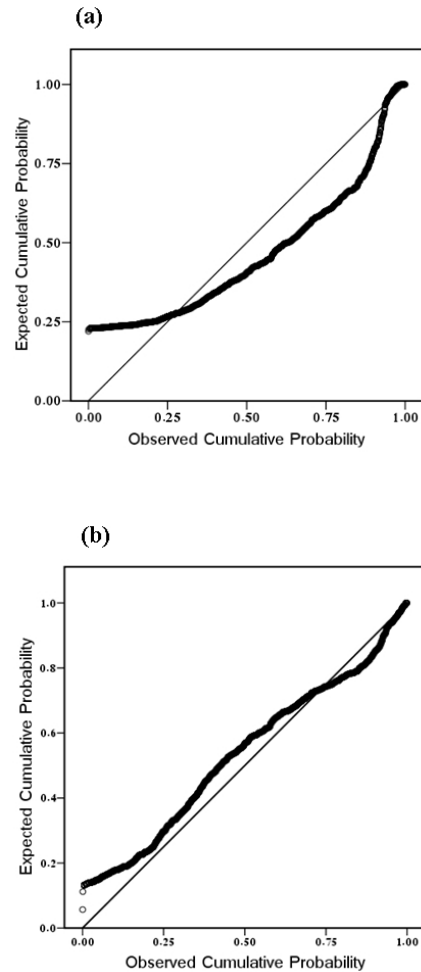 (a)
1.00
0.75
0.50
0.25
0.00
Expected Cumulative Probability
0.00 0.25 0.50 0.75 1.00
Observed Cumulative Probability
(b)
1.0
0.8
0.6
0.4
0.2
0.0
Expected Cumulative Probability
0.00 0.25 0.50 0.75 1.00
Observed Cumulative Probability